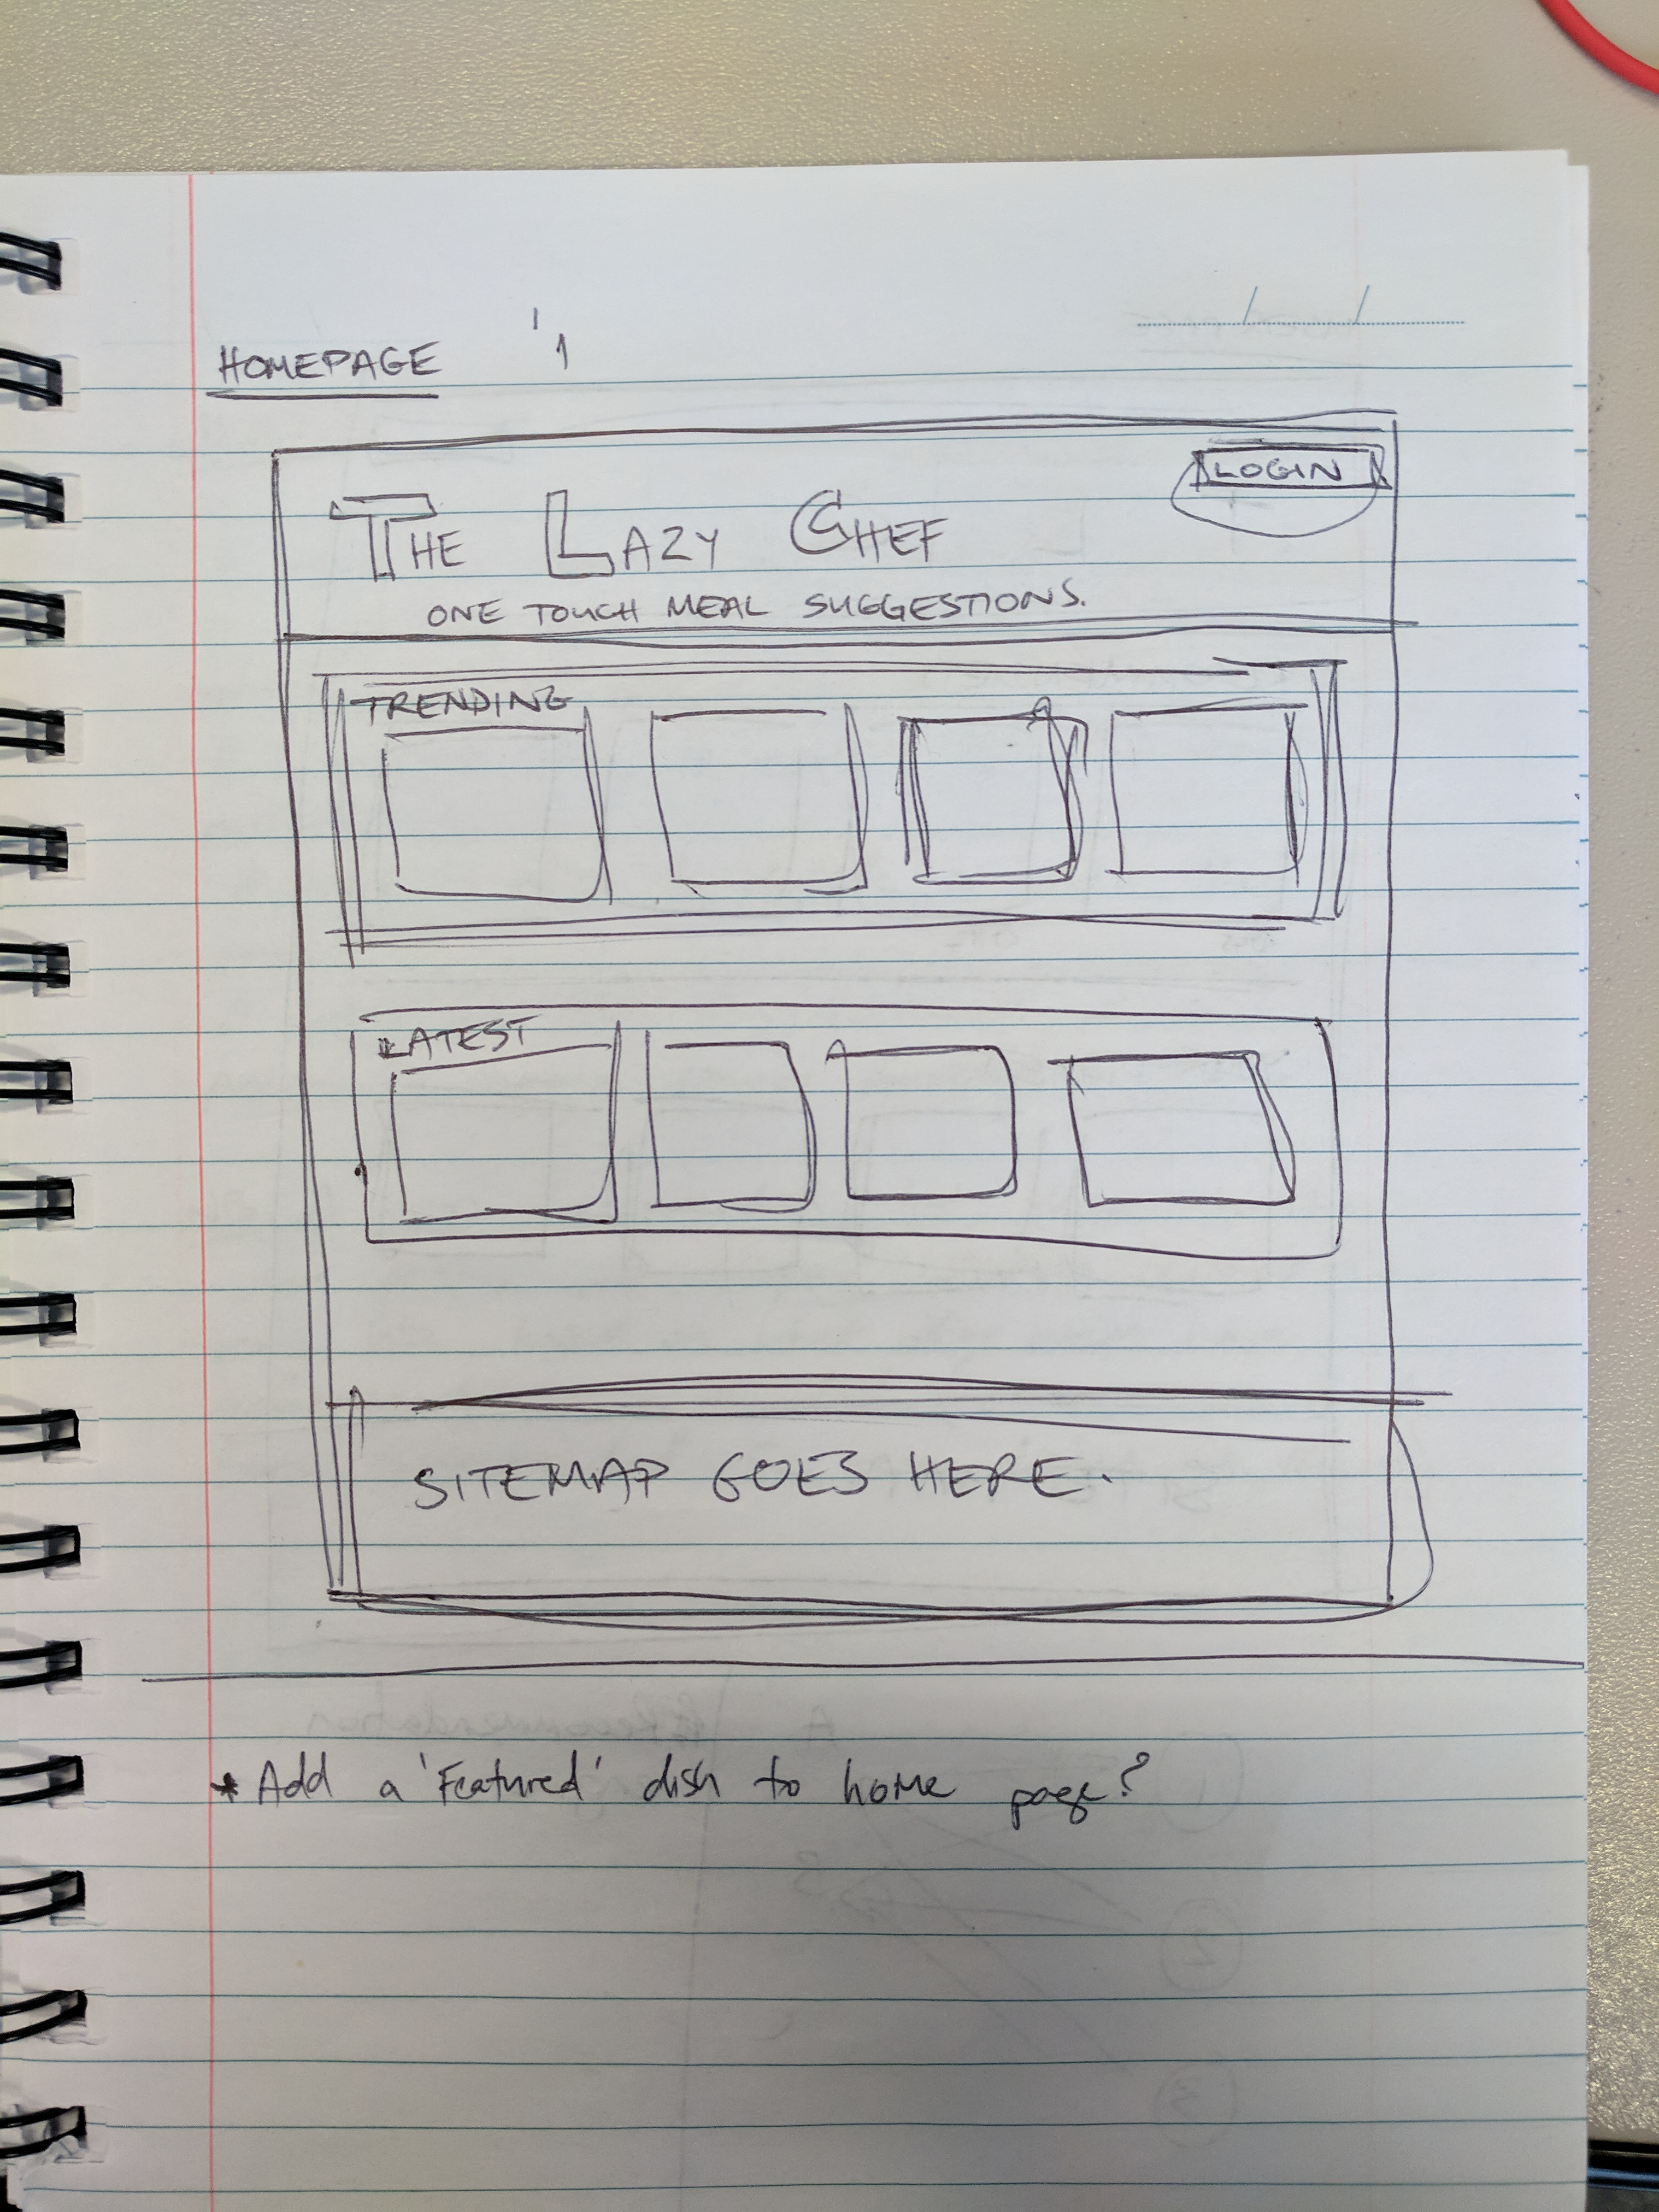 HOMEPAGE
LOGIN
THE LAZY CHEF
ONE TOUCH MEAL SUGGESTIONS.
TRENDING
LATEST
SITEMAP GOES HERE.
* Add a 'Featured' dish to home page?